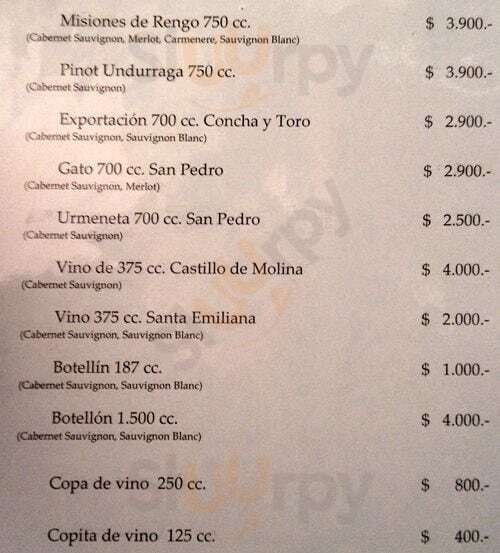 Misiones de Rengo 750 cc. $ 3.900.-
(Cabernet Sauvignon, Merlot, Carmenere, Sauvignon Blanc)
Pinot Undurraga 750 cc. $ 3.900.-
(Cabernet Sauvignon)
Exportación 700 cc. Concha y Toro $ 2.900.-
(Cabernet Sauvignon, Sauvignon Blanc)
Gato 700 cc. San Pedro $ 2.900.-
(Cabernet Sauvignon, Merlot)
Urmeneta 700 cc. San Pedro $ 2.500.-
(Cabernet Sauvignon)
Vino de 375 cc. Castillo de Molina $ 4.000.-
(Cabernet Sauvignon)
Vino 375 cc. Santa Emiliana $ 2.000.-
(Cabernet Sauvignon, Sauvignon Blanc)
Botellín 187 cc. $ 1.000.-
(Cabernet Sauvignon, Sauvignon Blanc)
Botellón 1.500 cc. $ 4.000.-
(Cabernet Sauvignon, Sauvignon Blanc)
sluurpy
Copa de vino 250 cc. $ 800.-
Copita de vino 125 cc. $ 400.-